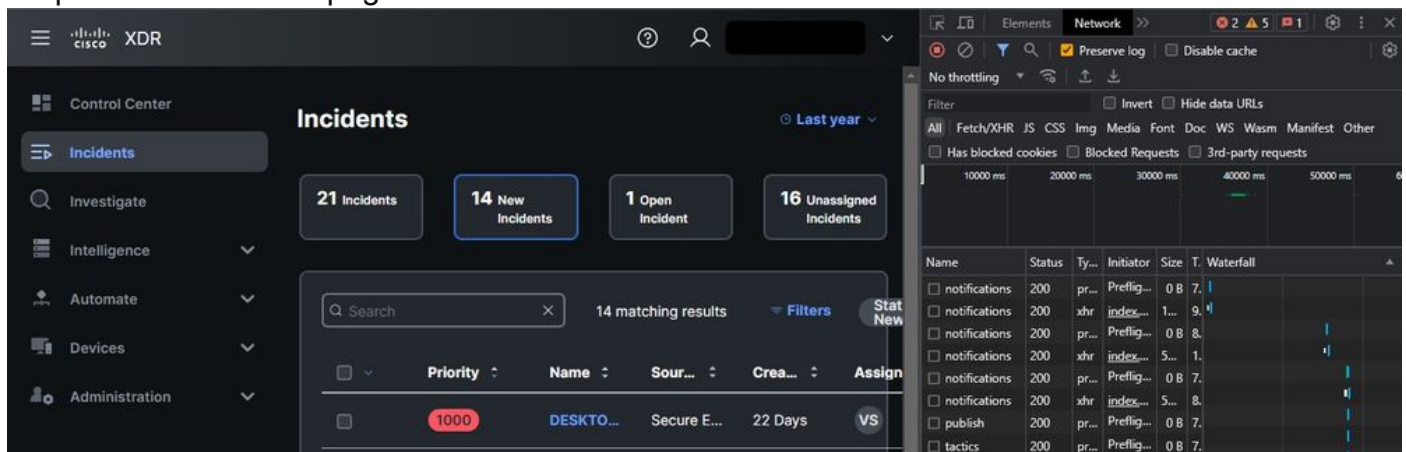 cisco XDR
Control Center
Incidents
Investigate
Intelligence
Automate
Devices
Administration
Incidents
Last year
21 Incidents
14 New Incidents
1 Open Incident
16 Unassigned Incidents
Search
14 matching results
Filters
Stat
New
Priority Name Sour... Crea... Assign
1000 DESKTO... Secure E... 22 Days VS
Elements Network 2 5 1
Preserve log Disable cache
No throttling
Filter Invert Hide data URLs
All Fetch/XHR JS CSS Img Media Font Doc WS Wasm Manifest Other
Has blocked cookies Blocked Requests 3rd-party requests
10000 ms 20000 ms 30000 ms 40000 ms 50000 ms 6
Name Status Ty... Initiator Size T. Waterfall
notifications 200 pr... Preflig... 0 B 7.
notifications 200 xhr index.... 1... 9.
notifications 200 pr... Preflig... 0 B 8.
notifications 200 xhr index.... 5... 1.
notifications 200 pr... Preflig... 0 B 7.
notifications 200 xhr index.... 5... 8.
publish 200 pr... Preflig... 0 B 7.
tactics 200 pr... Preflig... 0 B 7.